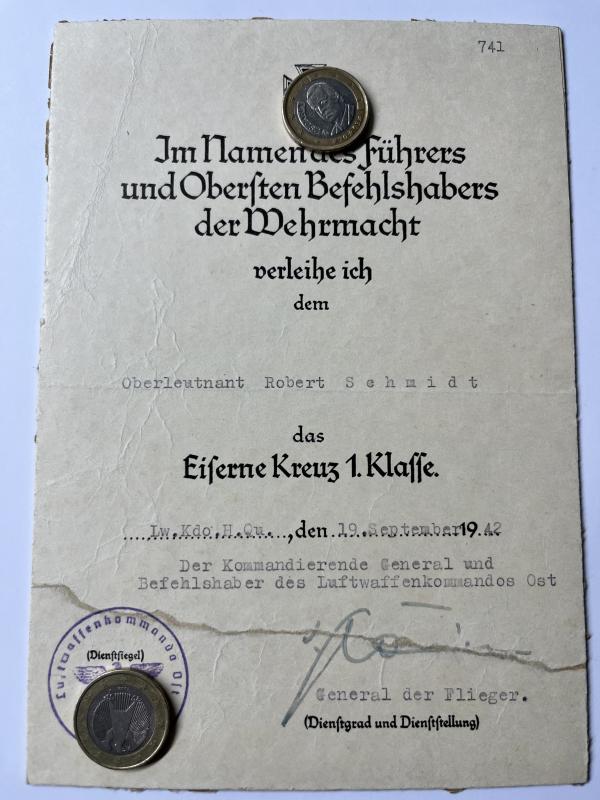 741
Im Namen des Führers
und Obersten Befehlshabers
der Wehrmacht
verleihe ich
dem
Oberleutnant Robert Schmidt
das
Eiserne Kreuz 1. Klasse.
Lw.Kdo.H.Qu. , den 19.September 1942
Der Kommandierende General und
Befehlshaber des Luftwaffenkommandos Ost
Luftwaffenkommando Ost
(Dienstsiegel)
General der Flieger.
(Dienstgrad und Dienststellung)